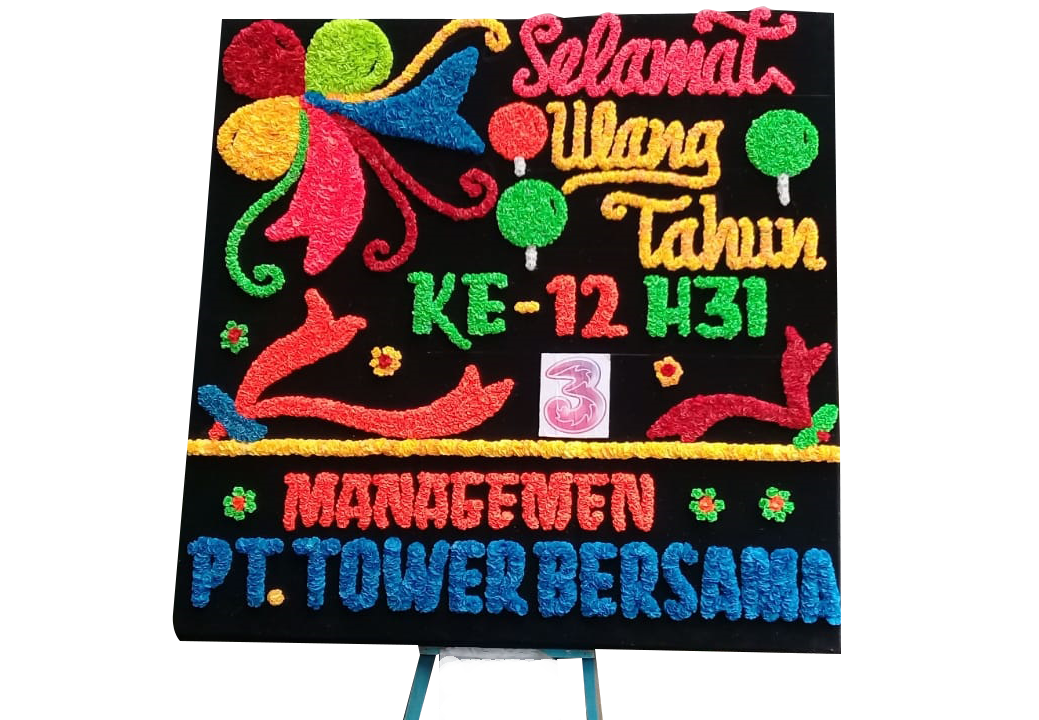 Selamat
Ulang
Tahun
KE-12 H3I
3
MANAGEMEN
PT. TOWER BERSAMA